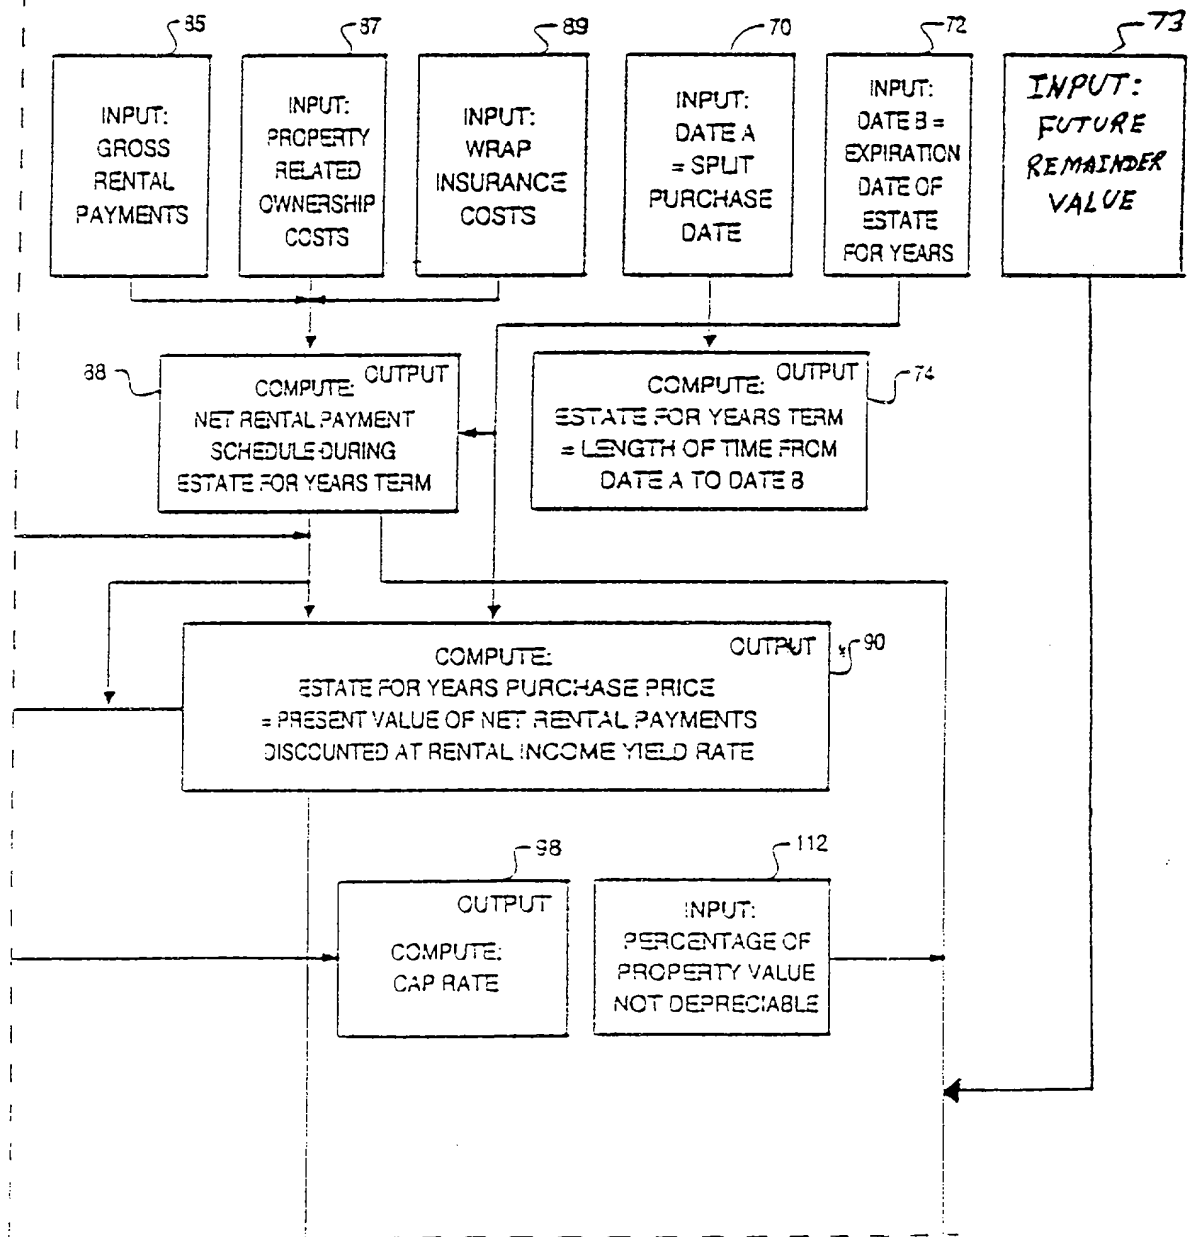 85
87
89
70
72
73
INPUT:
GROSS
RENTAL
PAYMENTS
INPUT:
PROPERTY
RELATED
OWNERSHIP
COSTS
INPUT:
WRAP
INSURANCE
COSTS
INPUT:
DATE A
= SPLIT
PURCHASE
DATE
INPUT:
DATE B =
EXPIRATION
DATE OF
ESTATE
FOR YEARS
INPUT:
FUTURE
REMAINDER
VALUE
88
OUTPUT
COMPUTE:
NET RENTAL PAYMENT
SCHEDULE DURING
ESTATE FOR YEARS TERM
OUTPUT
74
COMPUTE:
ESTATE FOR YEARS TERM
= LENGTH OF TIME FROM
DATE A TO DATE B
OUTPUT
90
COMPUTE:
ESTATE FOR YEARS PURCHASE PRICE
= PRESENT VALUE OF NET RENTAL PAYMENTS
DISCOUNTED AT RENTAL INCOME YIELD RATE
98
OUTPUT
COMPUTE:
CAP RATE
112
INPUT:
PERCENTAGE OF
PROPERTY VALUE
NOT DEPRECIABLE